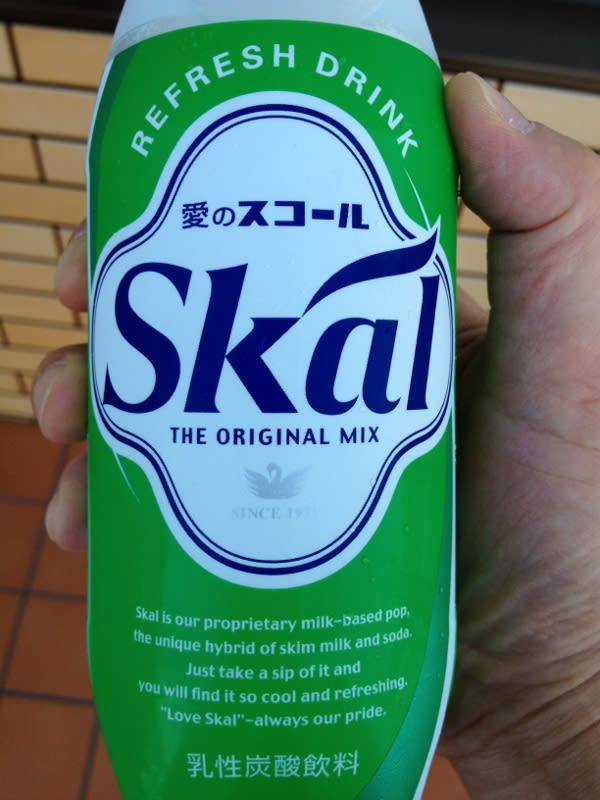 REFRESH DRINK
愛のスコール
Skal
THE ORIGINAL MIX
SINCE 1971
Skal is our proprietary milk-based pop,
the unique hybrid of skim milk and soda.
Just take a sip of it and
you will find it so cool and refreshing.
"Love Skal"–always our pride.
乳性炭酸飲料